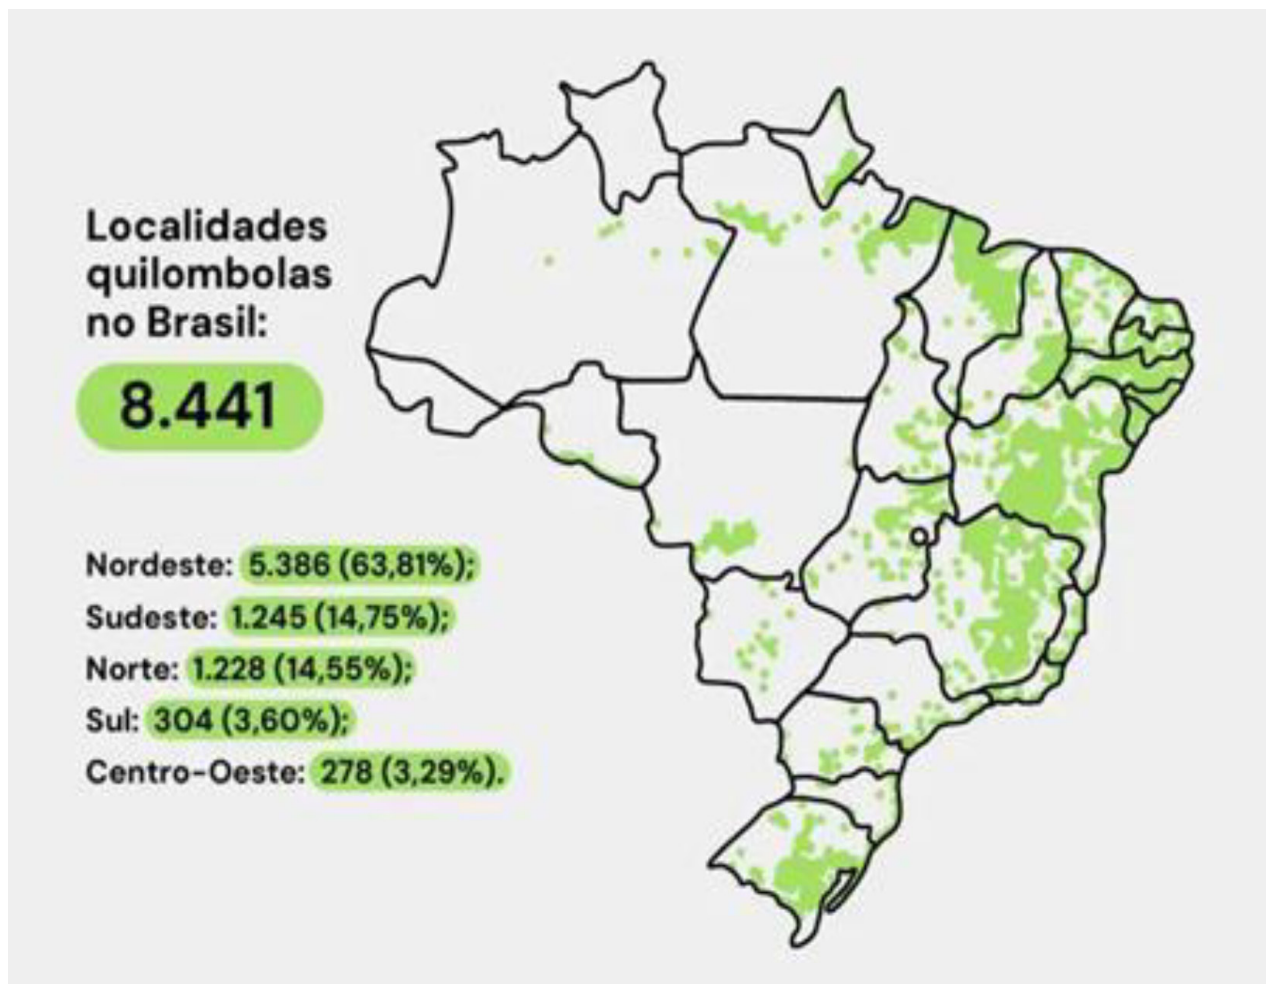 Localidades
quilombolas
no Brasil:
8.441
Nordeste: 5.386 (63,81%);
Sudeste: 1.245 (14,75%);
Norte: 1.228 (14,55%);
Sul: 304 (3,60%);
Centro-Oeste: 278 (3,29%).